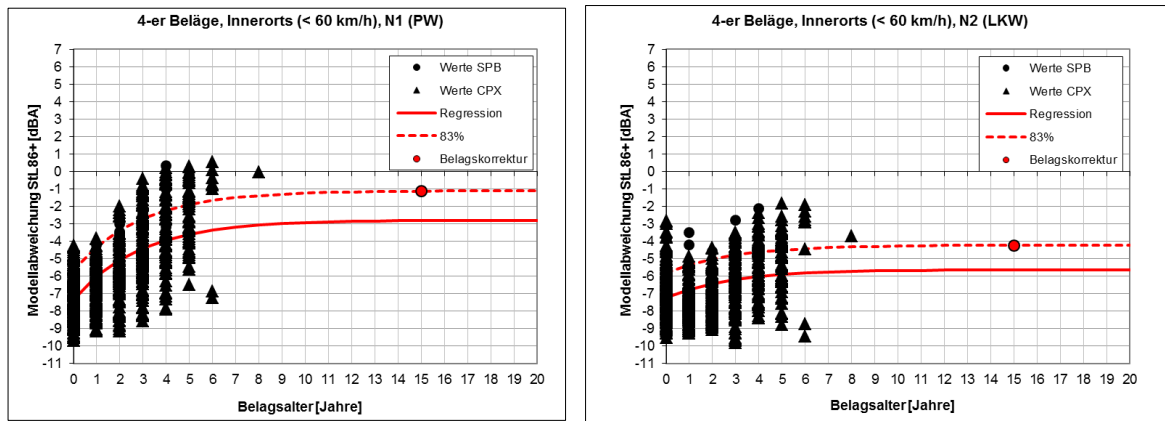 4-er Beläge, Innerorts (< 60 km/h), N1 (PW)
Modellabweichung StL86+ [dBA]
7
6
5
4
3
2
1
0
-1
-2
-3
-4
-5
-6
-7
-8
-9
-10
-11
Werte SPB
Werte CPX
Regression
83%
Belagskorrektur
0 1 2 3 4 5 6 7 8 9 10 11 12 13 14 15 16 17 18 19 20
Belagsalter [Jahre]
4-er Beläge, Innerorts (< 60 km/h), N2 (LKW)
Modellabweichung StL86+ [dBA]
7
6
5
4
3
2
1
0
-1
-2
-3
-4
-5
-6
-7
-8
-9
-10
-11
Werte SPB
Werte CPX
Regression
83%
Belagskorrektur
0 1 2 3 4 5 6 7 8 9 10 11 12 13 14 15 16 17 18 19 20
Belagsalter [Jahre]